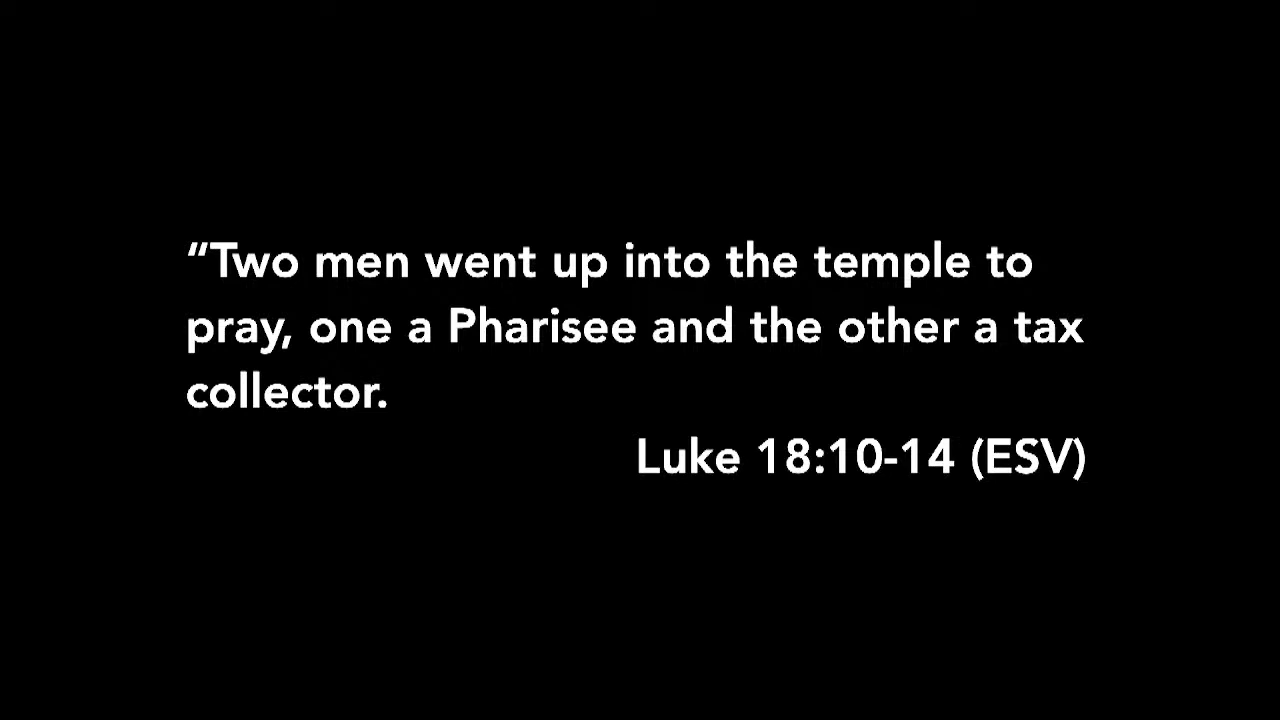 “Two men went up into the temple to
pray, one a Pharisee and the other a tax
collector.
Luke 18:10-14 (ESV)